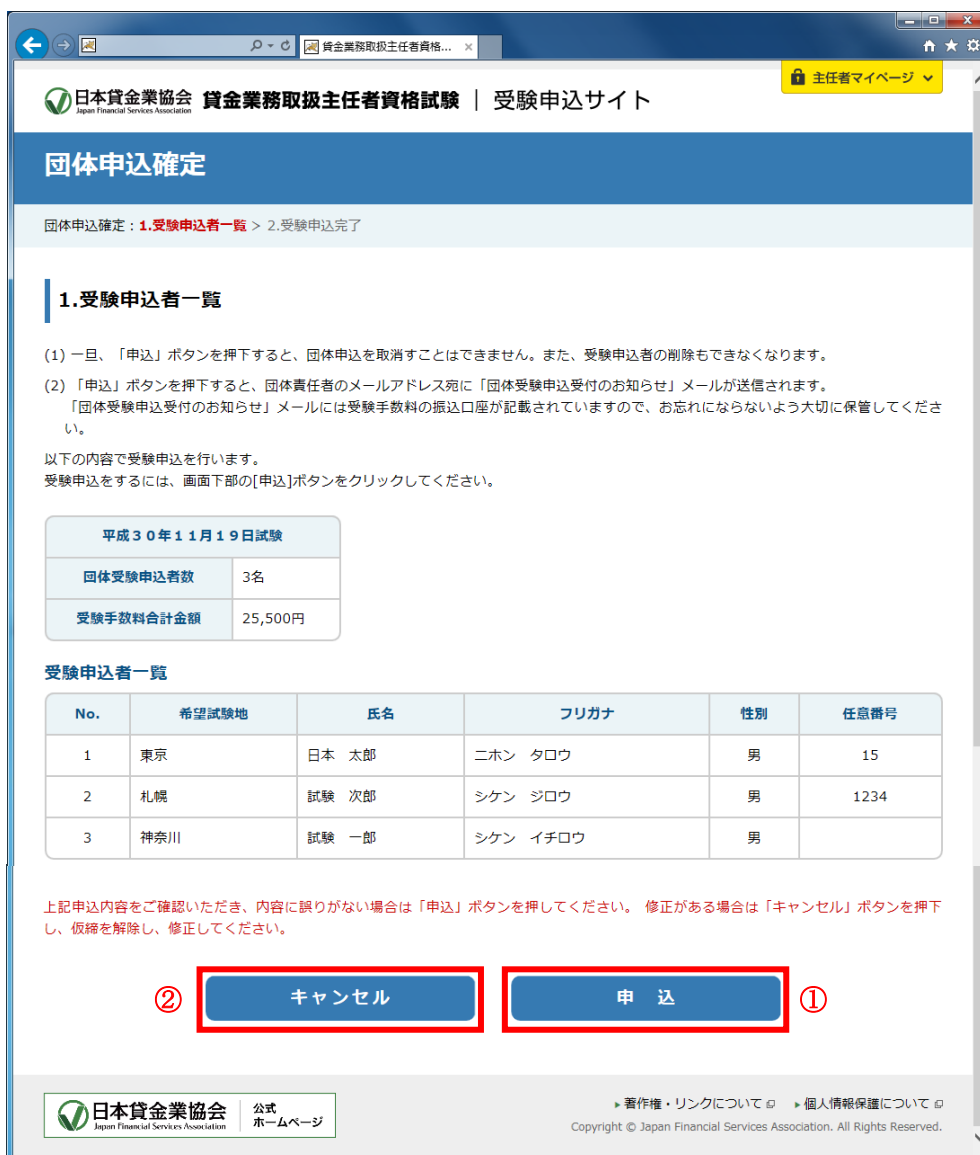 貸金業務取扱主任者資格...
主任者マイページ
日本貸金業協会 貸金業務取扱主任者資格試験 | 受験申込サイト
Japan Financial Services Association
団体申込確定
団体申込確定：1.受験申込者一覧 > 2.受験申込完了
1.受験申込者一覧
(1) 一旦、「申込」ボタンを押下すると、団体申込を取消すことはできません。また、受験申込者の削除もできなくなります。
(2) 「申込」ボタンを押下すると、団体責任者のメールアドレス宛に「団体受験申込受付のお知らせ」メールが送信されます。
「団体受験申込受付のお知らせ」メールには受験手数料の振込口座が記載されていますので、お忘れにならないよう大切に保管してくださ
い。
以下の内容で受験申込を行います。
受験申込をするには、画面下部の[申込]ボタンをクリックしてください。
平成３０年１１月１９日試験
団体受験申込者数 3名
受験手数料合計金額 25,500円
受験申込者一覧
No. 希望試験地 氏名 フリガナ 性別 任意番号
1 東京 日本　太郎 ニホン　タロウ 男 15
2 札幌 試験　次郎 シケン　ジロウ 男 1234
3 神奈川 試験　一郎 シケン　イチロウ 男
上記申込内容をご確認いただき、内容に誤りがない場合は「申込」ボタンを押してください。 修正がある場合は「キャンセル」ボタンを押下
し、仮締を解除し、修正してください。
② キャンセル 申　込 ①
日本貸金業協会 公式
Japan Financial Services Association ホームページ
著作権・リンクについて 個人情報保護について
Copyright © Japan Financial Services Association. All Rights Reserved.